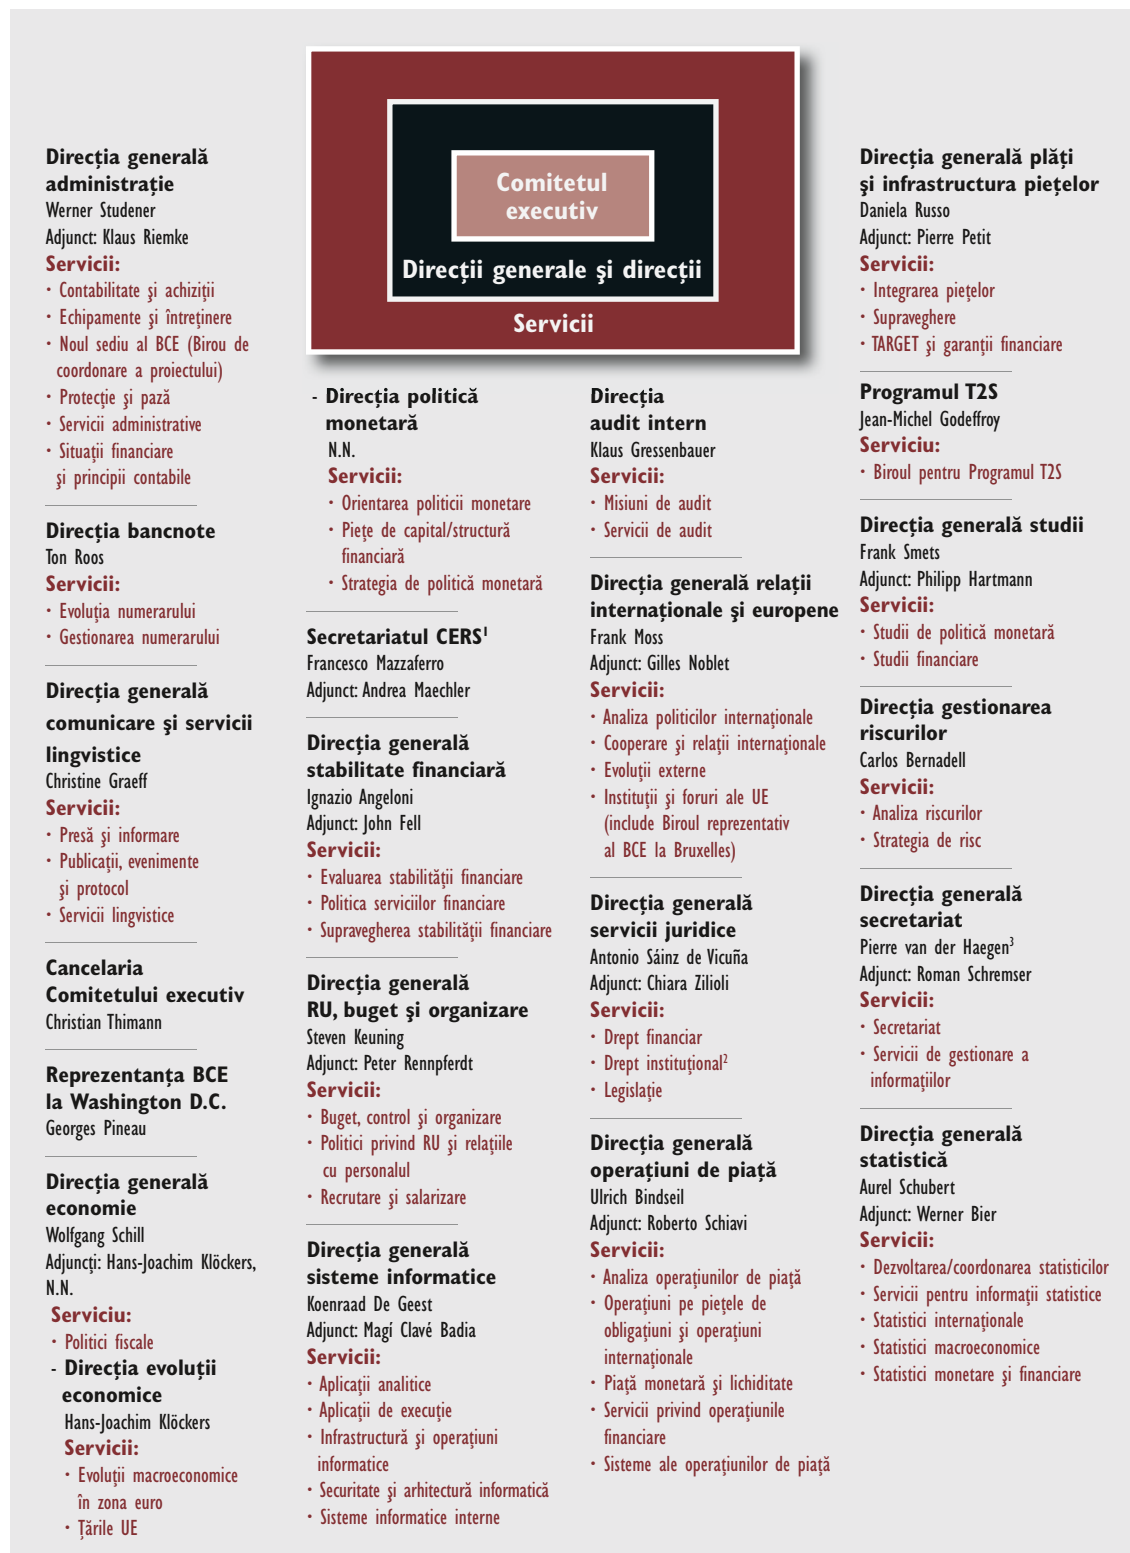 Comitetul
executiv
Direcții generale și direcții
Servicii
Direcția generală
administrație
Werner Studener
Adjunct: Klaus Riemke
Servicii:
• Contabilitate și achiziții
• Echipamente și întreținere
• Noul sediu al BCE (Birou de
coordonare a proiectului)
• Protecție și pază
• Servicii administrative
• Situații financiare
și principii contabile
Direcția bancnote
Ton Roos
Servicii:
• Evoluția numerarului
• Gestionarea numerarului
Direcția generală
comunicare și servicii
lingvistice
Christine Graeff
Servicii:
• Presă și informare
• Publicații, evenimente
și protocol
• Servicii lingvistice
Cancelaria
Comitetului executiv
Christian Thimann
Reprezentanța BCE
la Washington D.C.
Georges Pineau
Direcția generală
economie
Wolfgang Schill
Adjuncți: Hans-Joachim Klöckers,
N.N.
Serviciu:
• Politici fiscale
- Direcția evoluții
economice
Hans-Joachim Klöckers
Servicii:
• Evoluții macroeconomice
în zona euro
• Țările UE
- Direcția politică
monetară
N.N.
Servicii:
• Orientarea politicii monetare
• Piețe de capital/structură
financiară
• Strategia de politică monetară
Secretariatul CERS¹
Francesco Mazzaferro
Adjunct: Andrea Maechler
Direcția generală
stabilitate financiară
Ignazio Angeloni
Adjunct: John Fell
Servicii:
• Evaluarea stabilității financiare
• Politica serviciilor financiare
• Supravegherea stabilității financiare
Direcția generală
RU, buget și organizare
Steven Keuning
Adjunct: Peter Rennpferdt
Servicii:
• Buget, control și organizare
• Politici privind RU și relațiile
cu personalul
• Recrutare și salarizare
Direcția generală
sisteme informatice
Koenraad De Geest
Adjunct: Magí Clavé Badia
Servicii:
• Aplicații analitice
• Aplicații de execuție
• Infrastructură și operațiuni
informatice
• Securitate și arhitectură informatică
• Sisteme informatice interne
Direcția
audit intern
Klaus Gressenbauer
Servicii:
• Misiuni de audit
• Servicii de audit
Direcția generală relații
internaționale și europene
Frank Moss
Adjunct: Gilles Noblet
Servicii:
• Analiza politicilor internaționale
• Cooperare și relații internaționale
• Evoluții externe
• Instituții și foruri ale UE
(include Biroul reprezentativ
al BCE la Bruxelles)
Direcția generală
servicii juridice
Antonio Sáinz de Vicuña
Adjunct: Chiara Zilioli
Servicii:
• Drept financiar
• Drept instituțional²
• Legislație
Direcția generală
operațiuni de piață
Ulrich Bindseil
Adjunct: Roberto Schiavi
Servicii:
• Analiza operațiunilor de piață
• Operațiuni pe piețele de
obligațiuni și operațiuni
internaționale
• Piață monetară și lichiditate
• Servicii privind operațiunile
financiare
• Sisteme ale operațiunilor de piață
Direcția generală plăți
și infrastructura piețelor
Daniela Russo
Adjunct: Pierre Petit
Servicii:
• Integrarea piețelor
• Supraveghere
• TARGET și garanții financiare
Programul T2S
Jean-Michel Godeffroy
Serviciu:
• Biroul pentru Programul T2S
Direcția generală studii
Frank Smets
Adjunct: Philipp Hartmann
Servicii:
• Studii de politică monetară
• Studii financiare
Direcția gestionarea
riscurilor
Carlos Bernadell
Servicii:
• Analiza riscurilor
• Strategia de risc
Direcția generală
secretariat
Pierre van der Haegen³
Adjunct: Roman Schremser
Servicii:
• Secretariat
• Servicii de gestionare a
informațiilor
Direcția generală
statistică
Aurel Schubert
Adjunct: Werner Bier
Servicii:
• Dezvoltarea/coordonarea statisticilor
• Servicii pentru informații statistice
• Statistici internaționale
• Statistici macroeconomice
• Statistici monetare și financiare